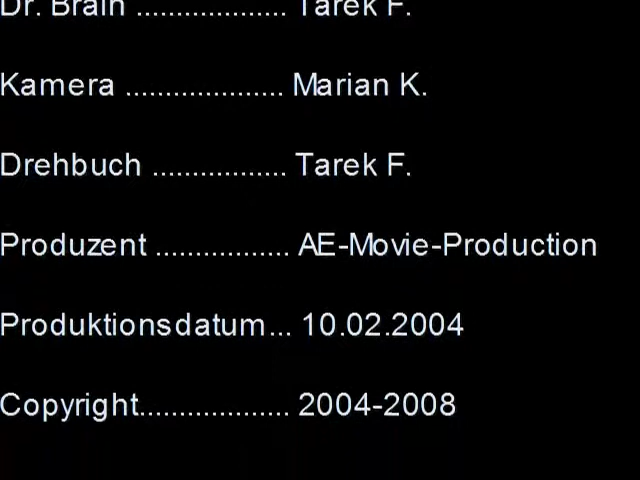 Dr. Brain ................... Tarek F.
Kamera .................... Marian K.
Drehbuch ................. Tarek F.
Produzent ................. AE-Movie-Production
Produktionsdatum... 10.02.2004
Copyright................... 2004-2008